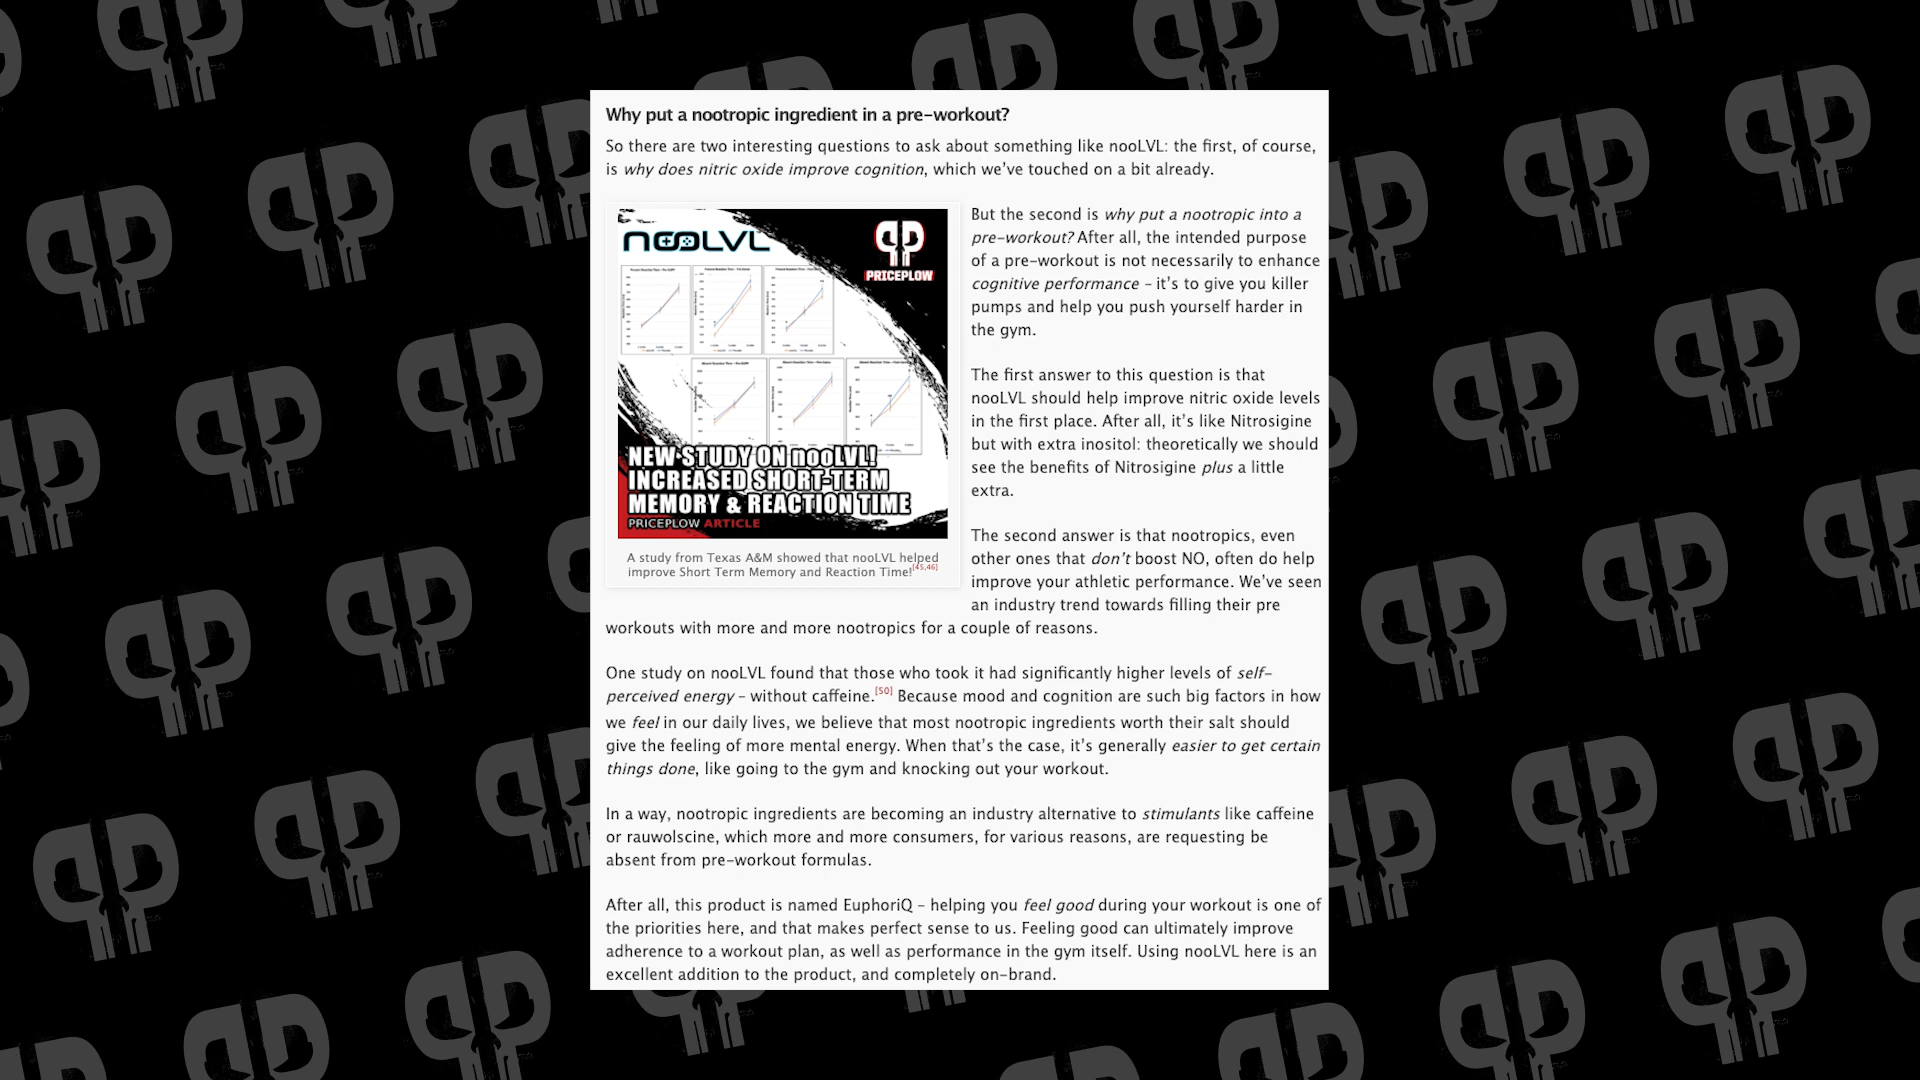 Why put a nootropic ingredient in a pre-workout?
So there are two interesting questions to ask about something like nooLVL: the first, of course,
is why does nitric oxide improve cognition, which we've touched on a bit already.
nooLVL
PRICEPLOW
NEW STUDY ON nooLVL!
INCREASED SHORT-TERM
MEMORY & REACTION TIME
PRICEPLOW ARTICLE
A study from Texas A&M showed that nooLVL helped
improve Short Term Memory and Reaction Time![45,46]
But the second is why put a nootropic into a
pre-workout? After all, the intended purpose
of a pre-workout is not necessarily to enhance
cognitive performance – it's to give you killer
pumps and help you push yourself harder in
the gym.
The first answer to this question is that
nooLVL should help improve nitric oxide levels
in the first place. After all, it's like Nitrosigine
but with extra inositol: theoretically we should
see the benefits of Nitrosigine plus a little
extra.
The second answer is that nootropics, even
other ones that don't boost NO, often do help
improve your athletic performance. We've seen
an industry trend towards filling their pre
workouts with more and more nootropics for a couple of reasons.
One study on nooLVL found that those who took it had significantly higher levels of self-
perceived energy – without caffeine.[50] Because mood and cognition are such big factors in how
we feel in our daily lives, we believe that most nootropic ingredients worth their salt should
give the feeling of more mental energy. When that's the case, it's generally easier to get certain
things done, like going to the gym and knocking out your workout.
In a way, nootropic ingredients are becoming an industry alternative to stimulants like caffeine
or rauwolscine, which more and more consumers, for various reasons, are requesting be
absent from pre-workout formulas.
After all, this product is named EuphoriQ – helping you feel good during your workout is one of
the priorities here, and that makes perfect sense to us. Feeling good can ultimately improve
adherence to a workout plan, as well as performance in the gym itself. Using nooLVL here is an
excellent addition to the product, and completely on-brand.